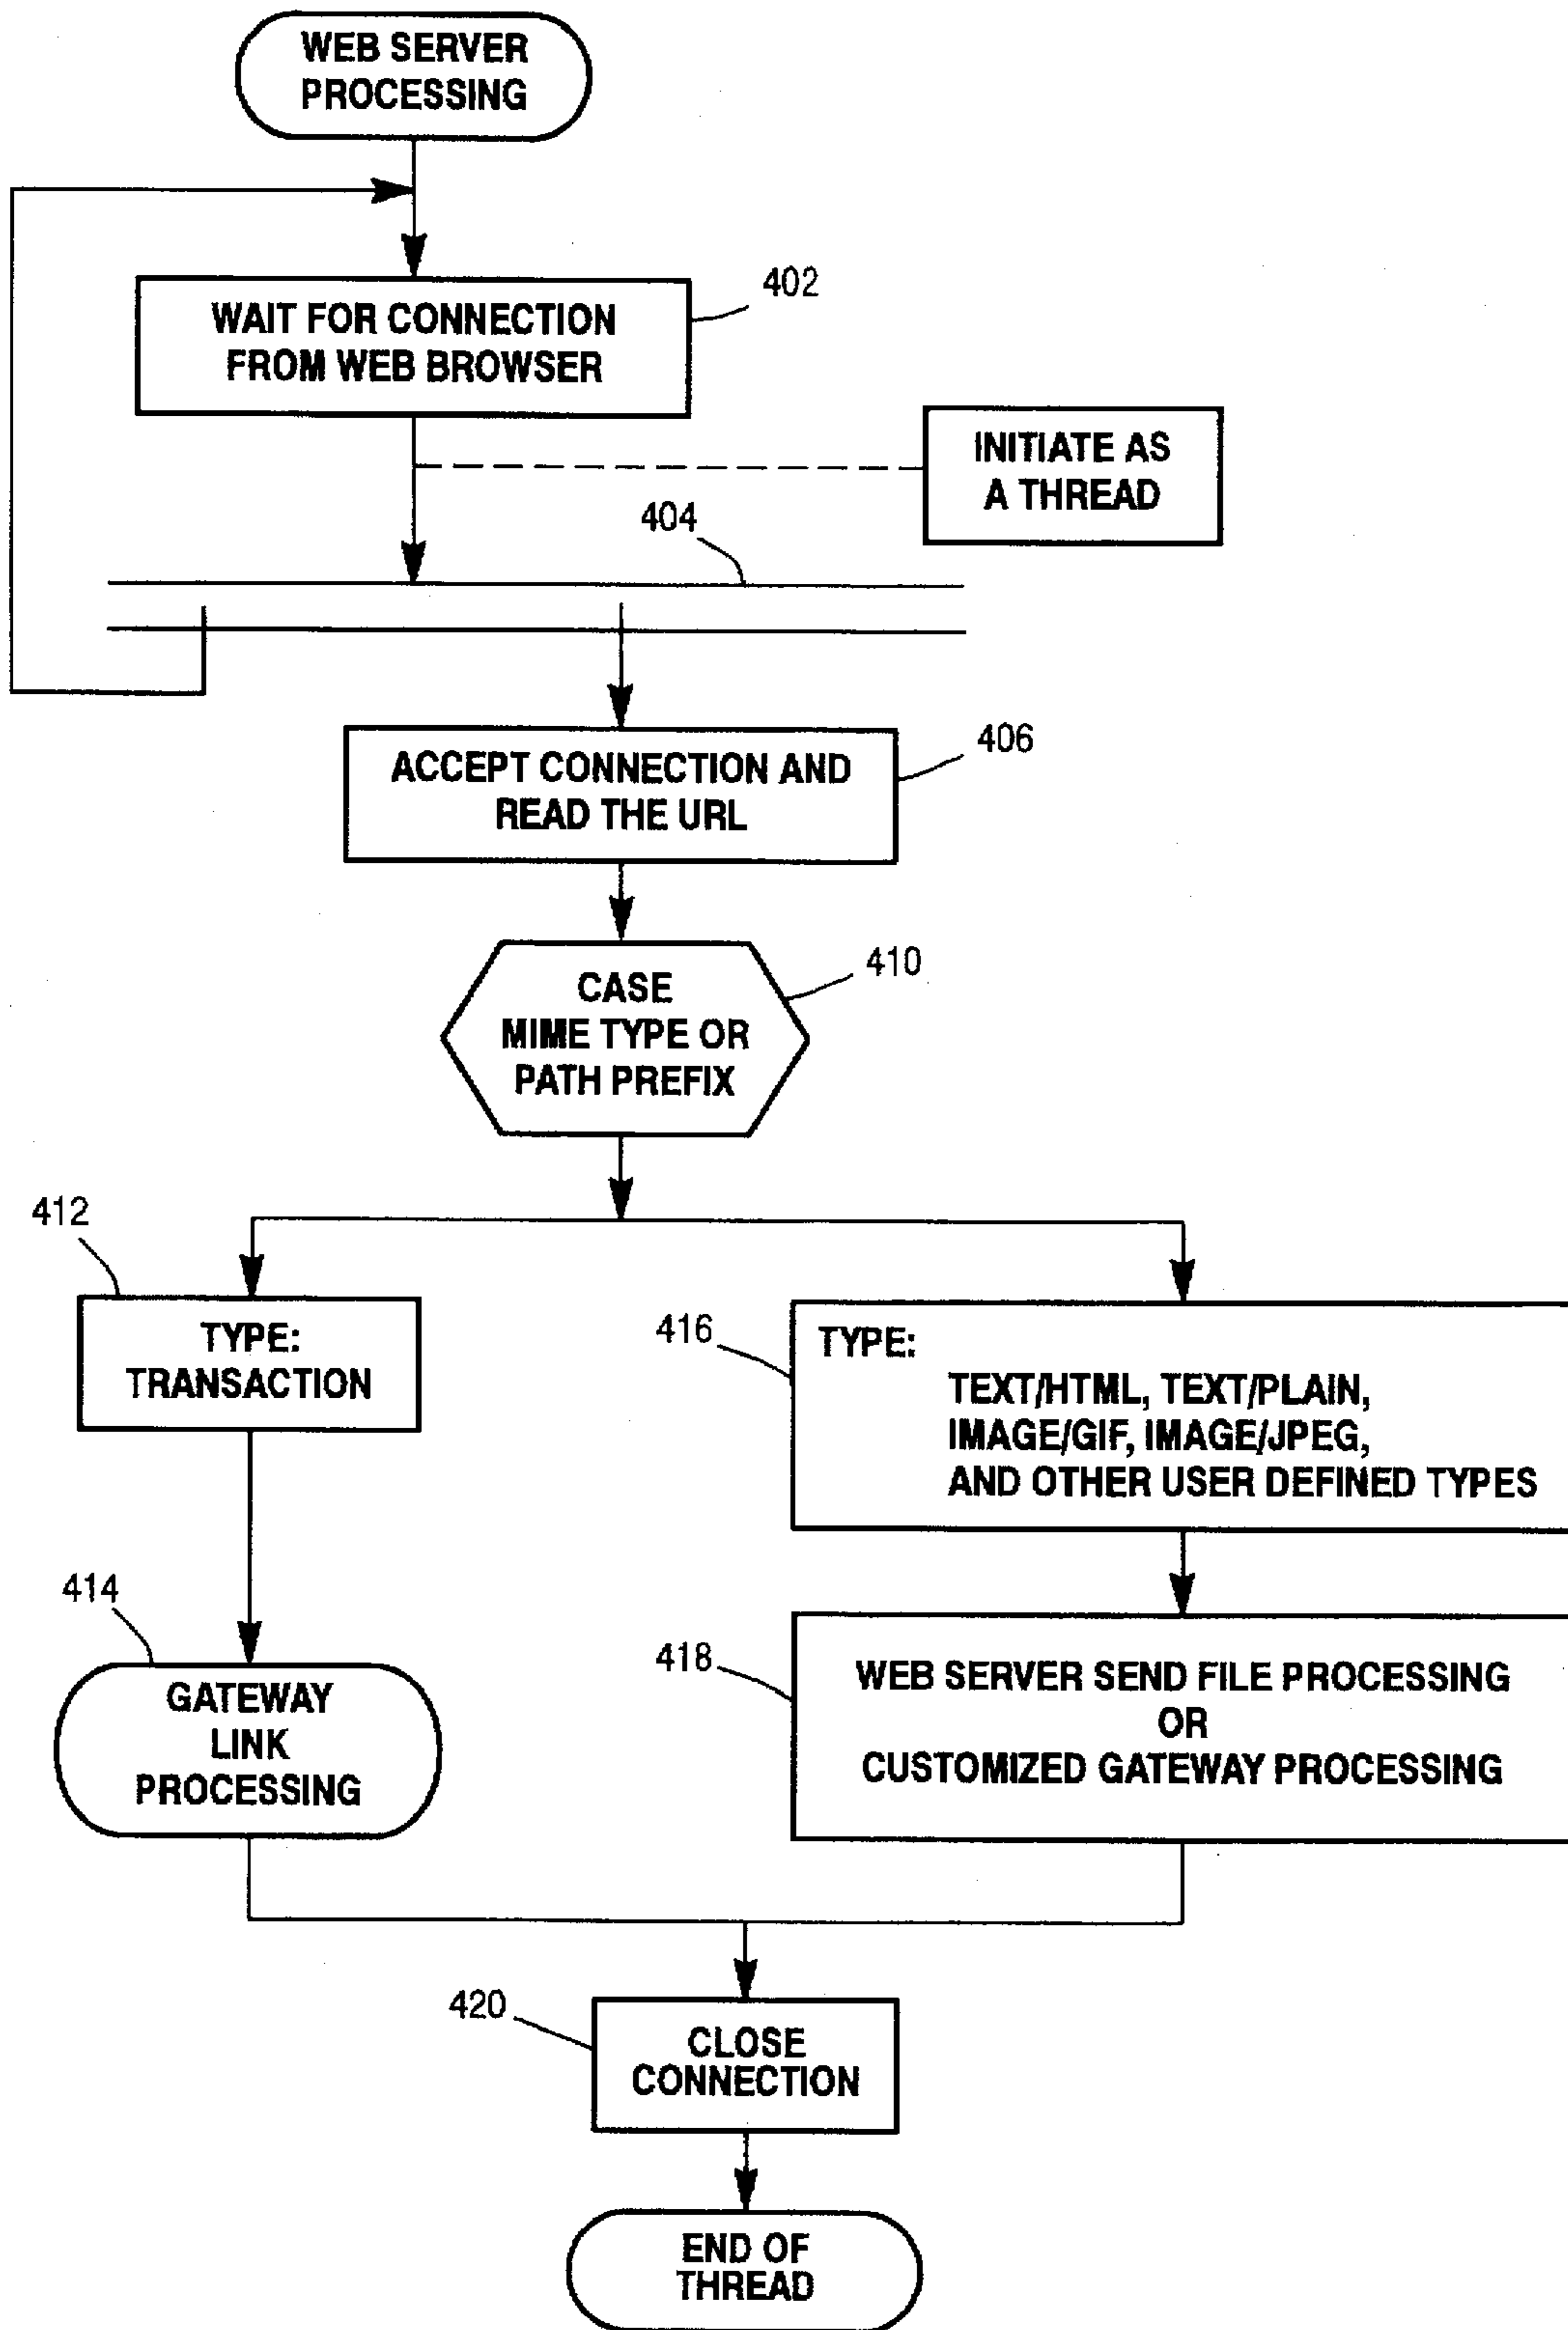 WEB SERVER
PROCESSING
402
WAIT FOR CONNECTION
FROM WEB BROWSER
INITIATE AS
A THREAD
404
406
ACCEPT CONNECTION AND
READ THE URL
410
CASE
MIME TYPE OR
PATH PREFIX
412
TYPE:
TRANSACTION
416
TYPE:
TEXT/HTML, TEXT/PLAIN,
IMAGE/GIF, IMAGE/JPEG,
AND OTHER USER DEFINED TYPES
414
GATEWAY
LINK
PROCESSING
418
WEB SERVER SEND FILE PROCESSING
OR
CUSTOMIZED GATEWAY PROCESSING
420
CLOSE
CONNECTION
END OF
THREAD